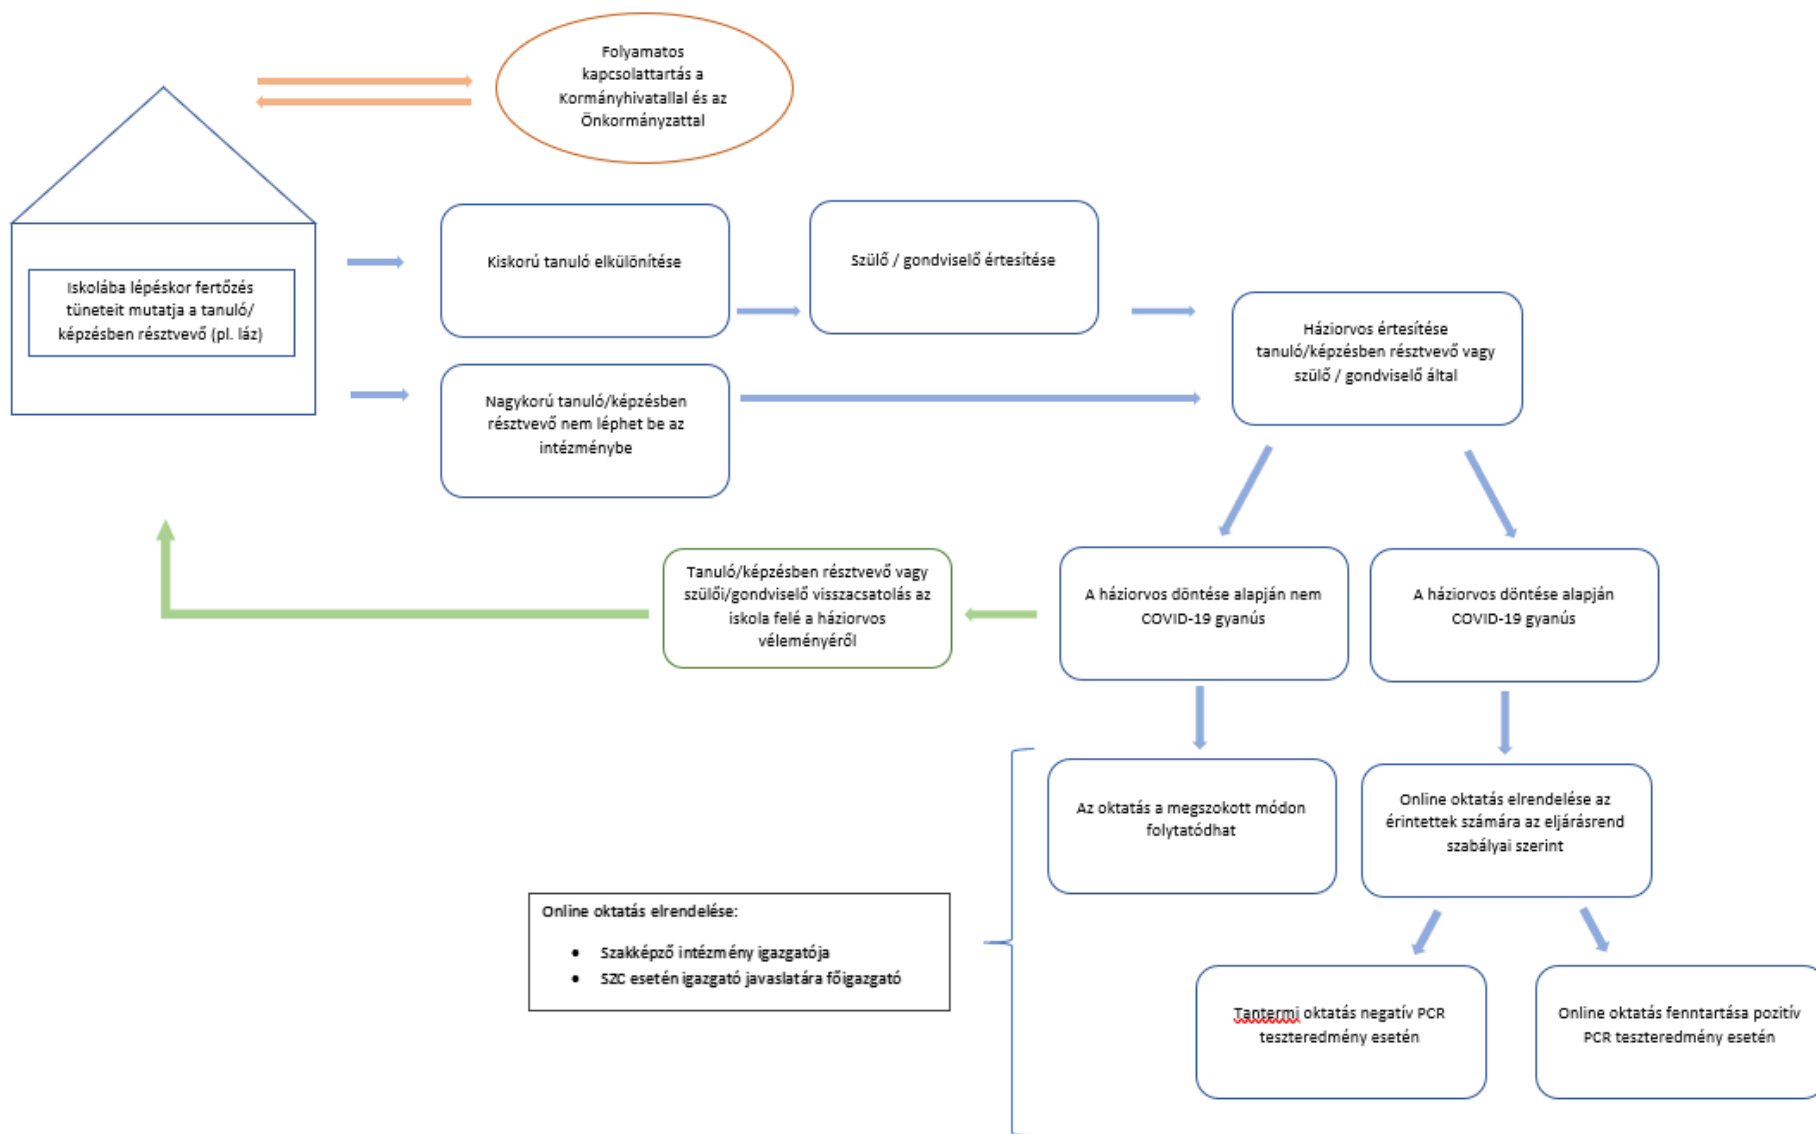 Folyamatos
kapcsolattartás a
Kormányhivatallal és az
Önkormányzattal
Iskolába lépéskor fertőzés
tüneteit mutatja a tanuló/
képzésben résztvevő (pl. láz)
Kiskorú tanuló elkülönítése
Szülő / gondviselő értesítése
Nagykorú tanuló/képzésben
résztvevő nem léphet be az
intézménybe
Háziorvos értesítése
tanuló/képzésben résztvevő vagy
szülő / gondviselő által
Tanuló/képzésben résztvevő vagy
szülői/gondviselő visszacsatolás az
iskola felé a háziorvos
véleményéről
A háziorvos döntése alapján nem
COVID-19 gyanús
A háziorvos döntése alapján
COVID-19 gyanús
Az oktatás a megszokott módon
folytatódhat
Online oktatás elrendelése az
érintettek számára az eljárásrend
szabályai szerint
Online oktatás elrendelése:
• Szakképző intézmény igazgatója
• SZC esetén igazgató javaslatára főigazgató
Tantermi oktatás negatív PCR
teszteredmény esetén
Online oktatás fenntartása pozitív
PCR teszteredmény esetén